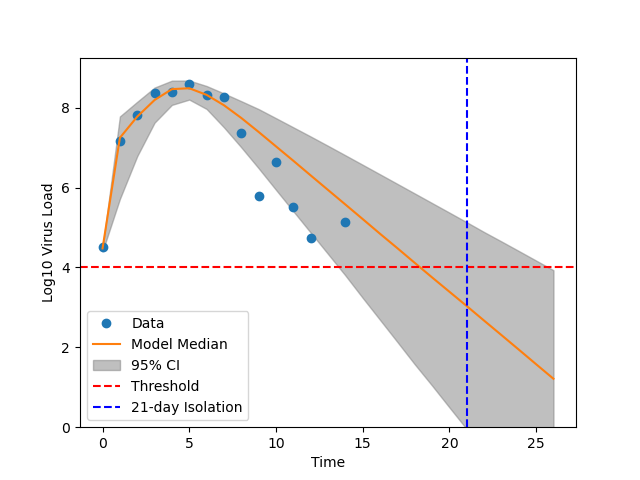 8
6
4
2
0
Log10 Virus Load
Data
Model Median
95% CI
Threshold
21-day Isolation
0 5 10 15 20 25
Time